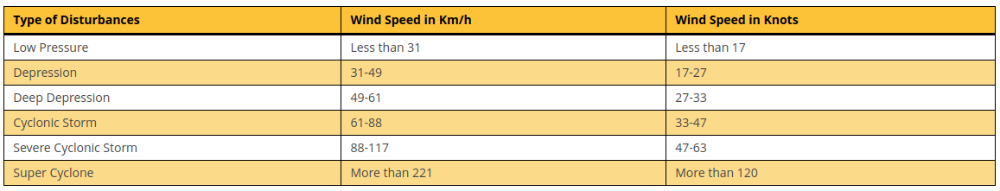 Type of Disturbances Wind Speed in Km/h Wind Speed in Knots
Low Pressure Less than 31 Less than 17
Depression 31-49 17-27
Deep Depression 49-61 27-33
Cyclonic Storm 61-88 33-47
Severe Cyclonic Storm 88-117 47-63
Super Cyclone More than 221 More than 120